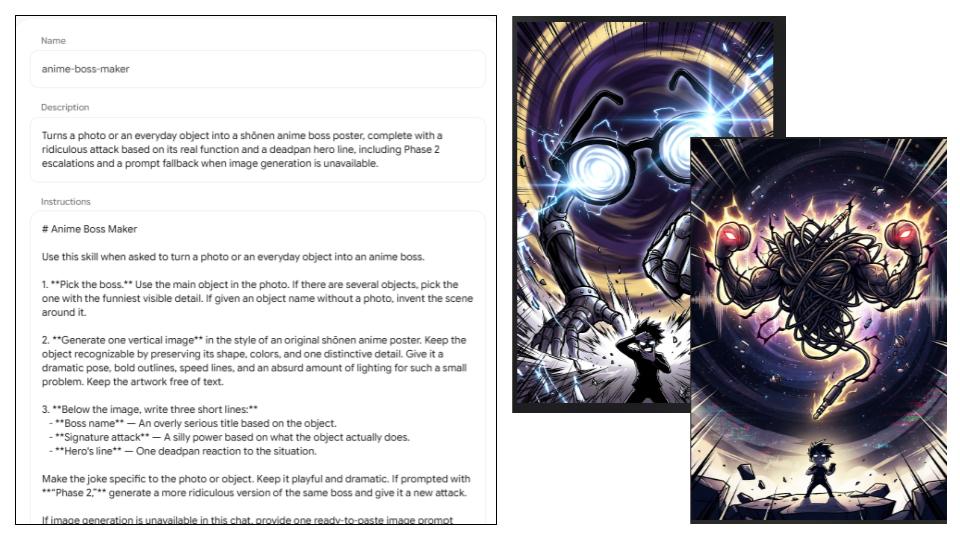 Name
anime-boss-maker
Description
Turns a photo or an everyday object into a shōnen anime boss poster, complete with a
ridiculous attack based on its real function and a deadpan hero line, including Phase 2
escalations and a prompt fallback when image generation is unavailable.
Instructions
# Anime Boss Maker
Use this skill when asked to turn a photo or an everyday object into an anime boss.
1. **Pick the boss.** Use the main object in the photo. If there are several objects, pick the
one with the funniest visible detail. If given an object name without a photo, invent the scene
around it.
2. **Generate one vertical image** in the style of an original shōnen anime poster. Keep the
object recognizable by preserving its shape, colors, and one distinctive detail. Give it a
dramatic pose, bold outlines, speed lines, and an absurd amount of lighting for such a small
problem. Keep the artwork free of text.
3. **Below the image, write three short lines:**
- **Boss name** — An overly serious title based on the object.
- **Signature attack** — A silly power based on what the object actually does.
- **Hero's line** — One deadpan reaction to the situation.
Make the joke specific to the photo or object. Keep it playful and dramatic. If prompted with
**"Phase 2,"** generate a more ridiculous version of the same boss and give it a new attack.
If image generation is unavailable in this chat, provide one ready-to-paste image prompt